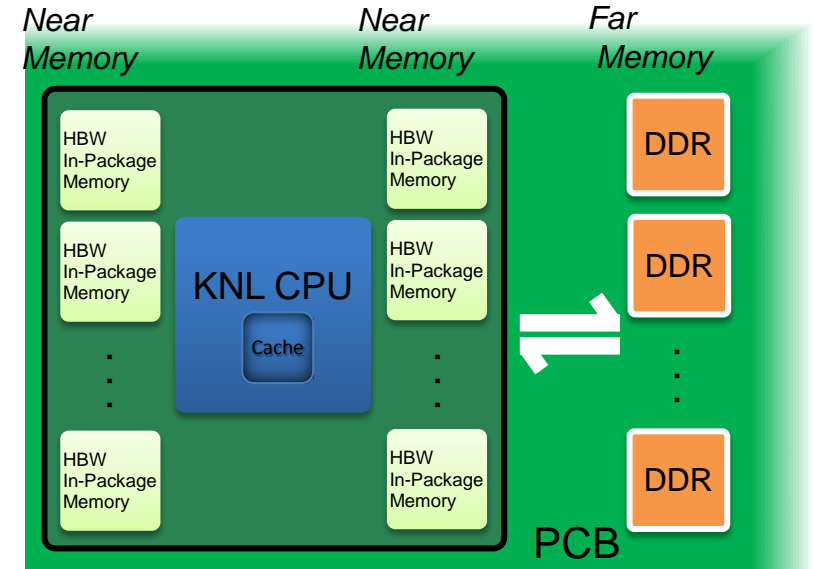 Near
Memory
Near
Memory
Far
Memory
HBW
In-Package
Memory
HBW
In-Package
Memory
HBW
In-Package
Memory
KNL CPU
Cache
HBW
In-Package
Memory
HBW
In-Package
Memory
HBW
In-Package
Memory
DDR
DDR
DDR
PCB